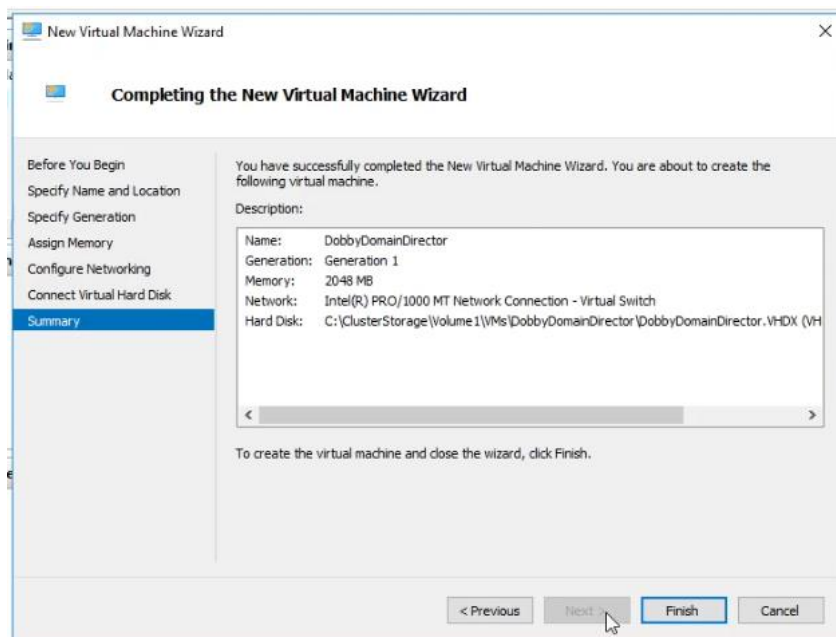 New Virtual Machine Wizard
Completing the New Virtual Machine Wizard
Before You Begin
Specify Name and Location
Specify Generation
Assign Memory
Configure Networking
Connect Virtual Hard Disk
Summary
You have successfully completed the New Virtual Machine Wizard. You are about to create the
following virtual machine.
Description:
Name: DobbyDomainDirector
Generation: Generation 1
Memory: 2048 MB
Network: Intel(R) PRO/1000 MT Network Connection - Virtual Switch
Hard Disk: C:\ClusterStorage\Volume1\VMs\DobbyDomainDirector\DobbyDomainDirector.VHDX (VH
To create the virtual machine and close the wizard, click Finish.
< Previous
Next >
Finish
Cancel